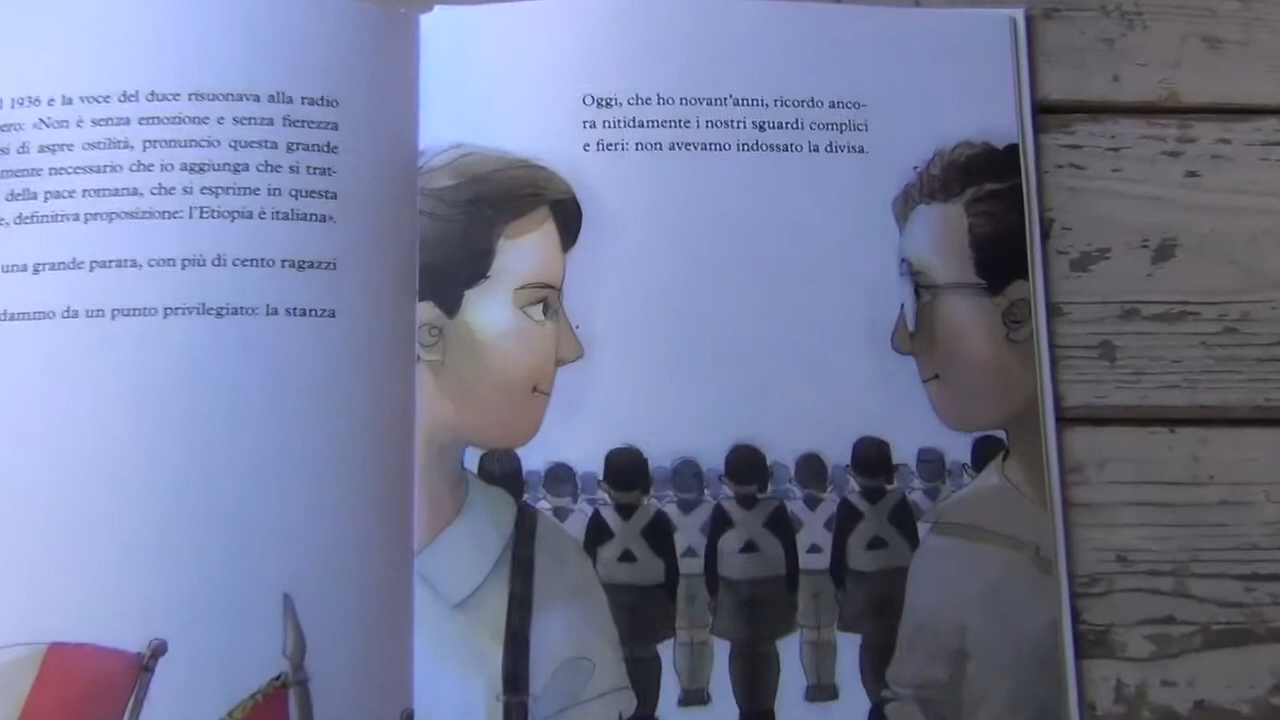 1936 e la voce del duce risuonava alla radio
«Non è senza emozione e senza fierezza
si di aspre ostilità, pronuncio questa grande
mente necessario che io aggiunga che si trat-
della pace romana, che si esprime in questa
definitiva proposizione: l'Etiopia è italiana».
una grande parata, con più di cento ragazzi
dammo da un punto privilegiato: la stanza
Oggi, che ho novant'anni, ricordo anco-
ra nitidamente i nostri sguardi complici
e fieri: non avevamo indossato la divisa.